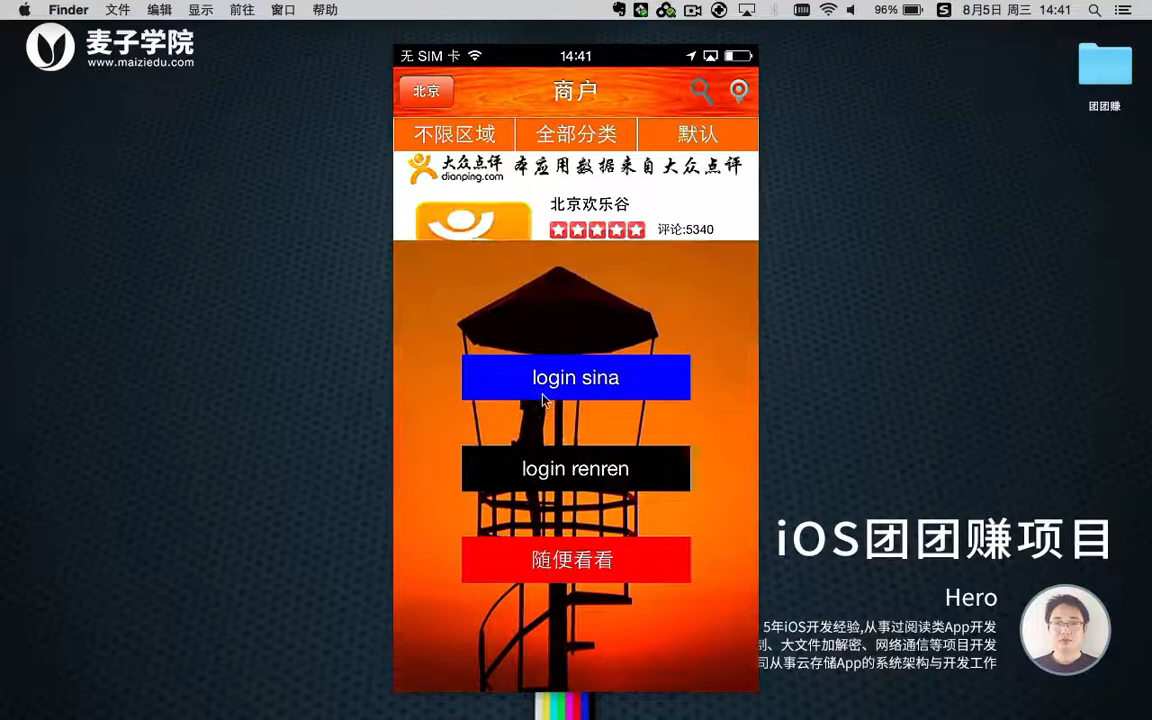 Finder 文件 编辑 显示 前往 窗口 帮助 96% 8月5日 周三 14:41
麦子学院
www.maiziedu.com
团团赚
无 SIM 卡 14:41
北京 商户
不限区域 全部分类 默认
大众点评 dianping.com 本应用数据来自大众点评
北京欢乐谷
评论:5340
login sina
login renren
随便看看
iOS团团赚项目
Hero
5年iOS开发经验,从事过阅读类App开发
制、大文件加解密、网络通信等项目开发
司从事云存储App的系统架构与开发工作